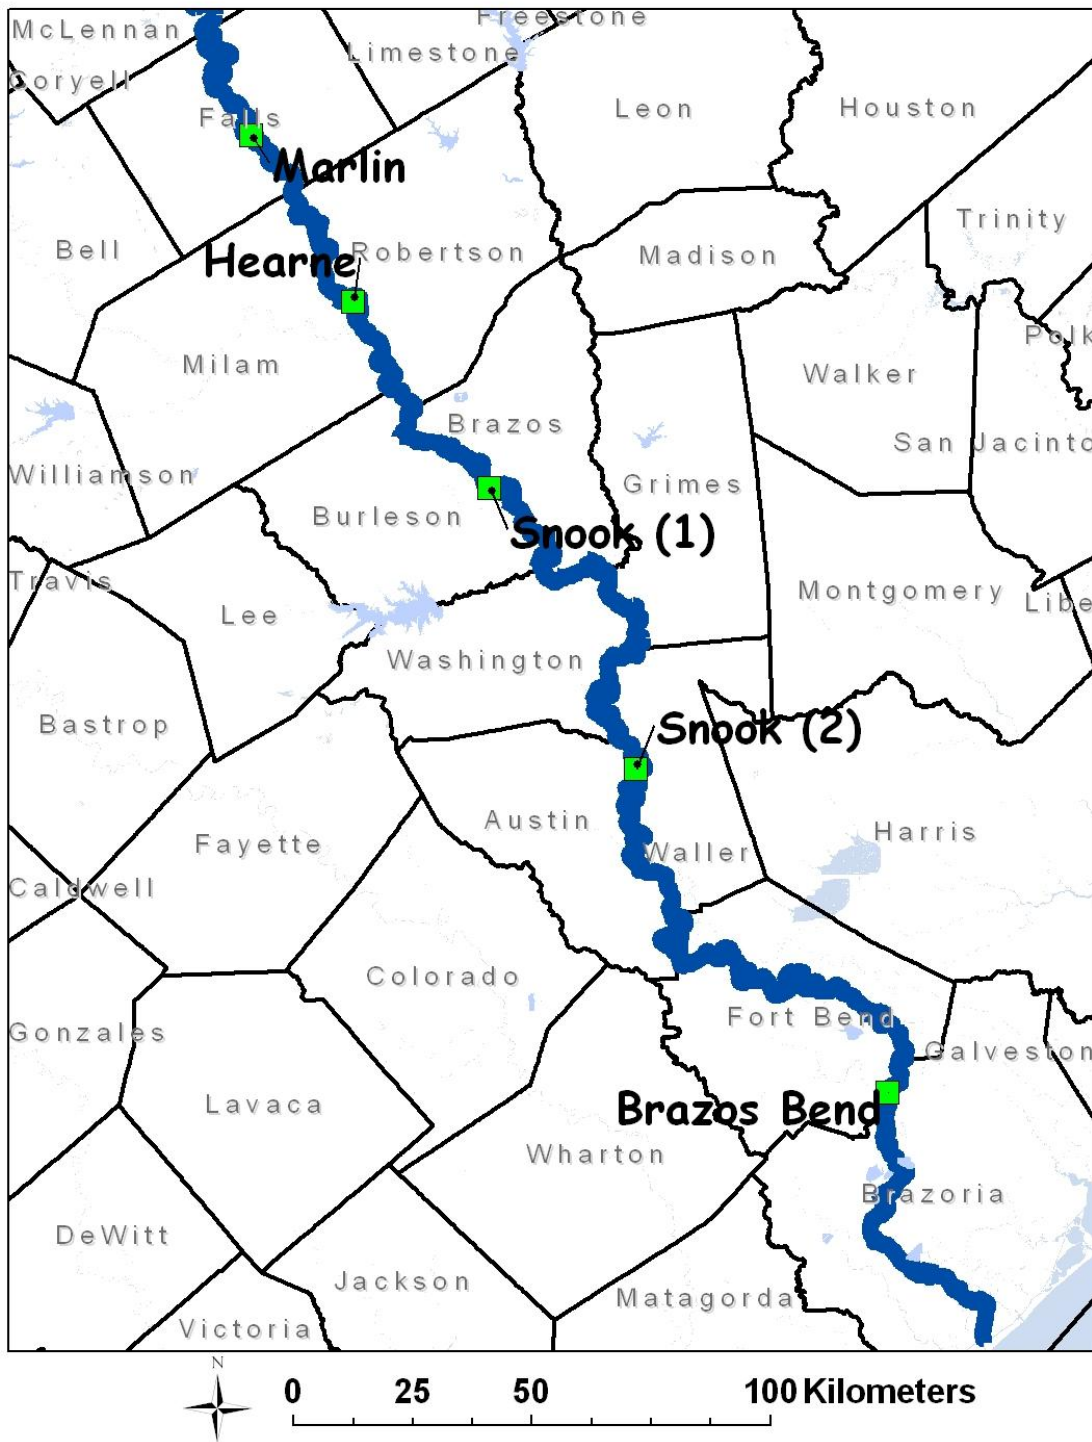 Freestone
McLennan
Limestone
Coryell
Leon
Houston
Falls
Marlin
Trinity
Bell
Robertson
Madison
Hearne
Polk
Milam
Walker
Brazos
San Jacinto
Williamson
Grimes
Burleson
Snook (1)
Travis
Montgomery
Libe
Lee
Washington
Bastrop
Snook (2)
Austin
Harris
Fayette
Waller
Caldwell
Colorado
Fort Bend
Gonzales
Galveston
Lavaca
Brazos Bend
Wharton
Brazoria
DeWitt
Jackson
Matagorda
Victoria
N
0 25 50 100 Kilometers